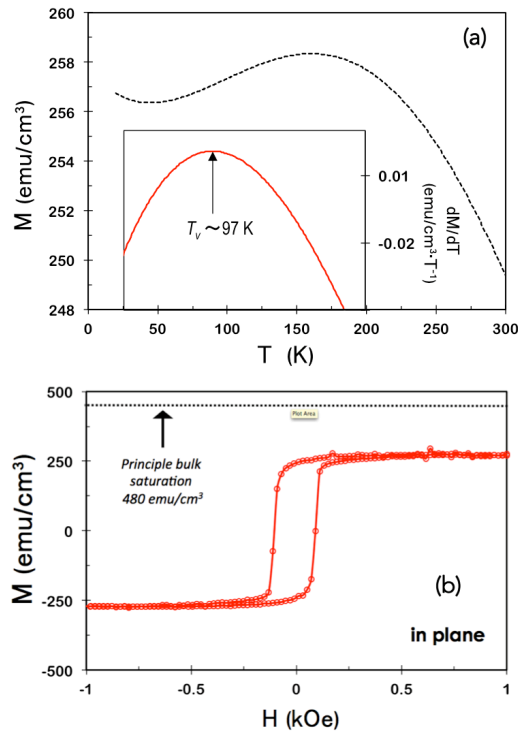 260
(a)
258
256
M (emu/cm³)
254
0.01
dM/dT
(emu/cm³·T⁻¹)
252
Tᵥ ~97 K
-0.02
250
248
0 50 100 150 200 250 300
T (K)
500
Plot Area
Principle bulk
saturation
480 emu/cm³
250
M (emu/cm³)
0
(b)
-250
in plane
-500
-1 -0.5 0 0.5 1
H (kOe)